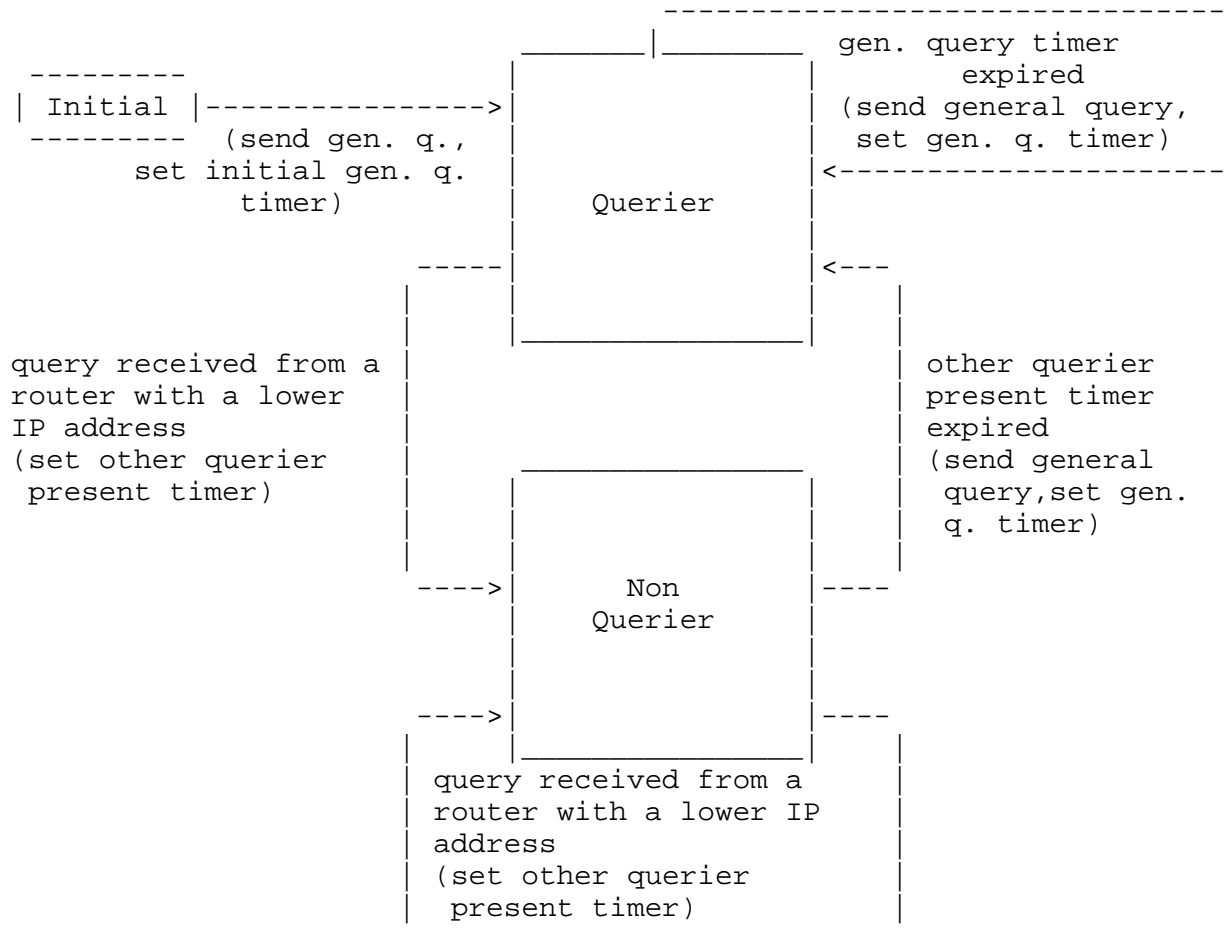 gen. query timer
expired
(send general query,
set gen. q. timer)
Initial
(send gen. q.,
set initial gen. q.
timer)
Querier
query received from a
router with a lower
IP address
(set other querier
present timer)
other querier
present timer
expired
(send general
query,set gen.
q. timer)
Non
Querier
query received from a
router with a lower IP
address
(set other querier
present timer)